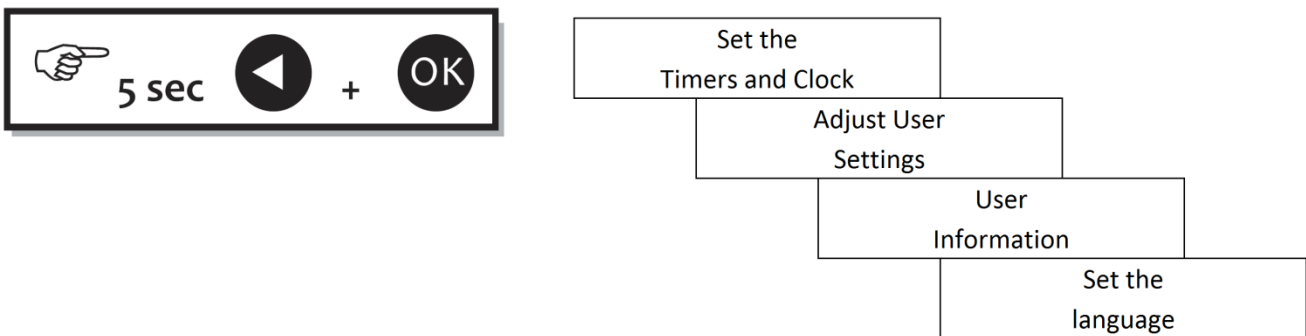 5 sec + OK
Set the
Timers and Clock
Adjust User
Settings
User
Information
Set the
language